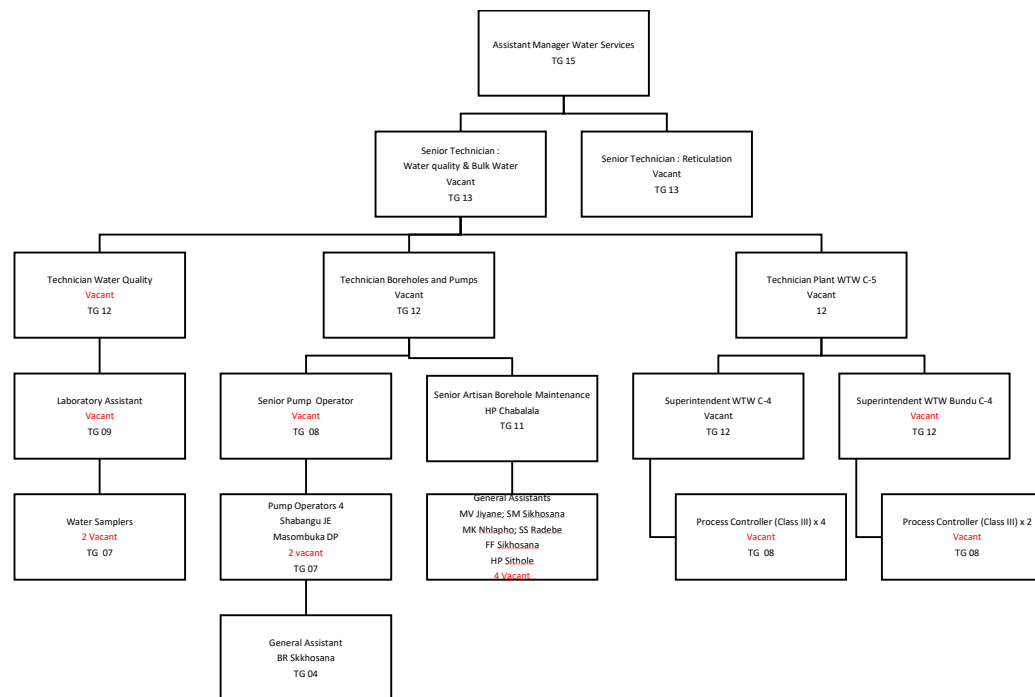 Assistant Manager Water Services
TG 15
Senior Technician :
Water quality & Bulk Water
Vacant
TG 13
Senior Technician : Reticulation
Vacant
TG 13
Technician Water Quality
Vacant
TG 12
Technician Boreholes and Pumps
Vacant
TG 12
Technician Plant WTW C-5
Vacant
12
Laboratory Assistant
Vacant
TG 09
Senior Pump Operator
Vacant
TG 08
Senior Artisan Borehole Maintenance
HP Chabalala
TG 11
Superintendent WTW C-4
Vacant
TG 12
Superintendent WTW Bundu C-4
Vacant
TG 12
Water Samplers
2 Vacant
TG 07
Pump Operators 4
Shabangu JE
Masombuka DP
2 vacant
TG 07
General Assistants
MV Jiyane; SM Sikhosana
MK Nhlapho; SS Radebe
FF Sikhosana
HP Sithole
4 Vacant
Process Controller (Class III) x 4
Vacant
TG 08
Process Controller (Class III) x 2
Vacant
TG 08
General Assistant
BR Skkhosana
TG 04